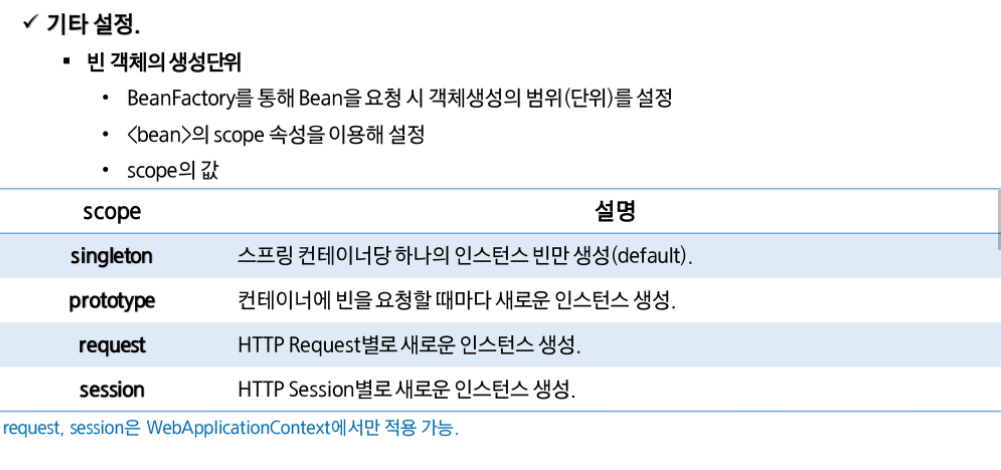 ✓ 기타 설정.
▪ 빈 객체의 생성단위
• BeanFactory를 통해 Bean을 요청 시 객체생성의 범위(단위)를 설정
• <bean>의 scope 속성을 이용해 설정
• scope의 값
scope 설명
singleton 스프링 컨테이너당 하나의 인스턴스 빈만 생성(default).
prototype 컨테이너에 빈을 요청할 때마다 새로운 인스턴스 생성.
request HTTP Request별로 새로운 인스턴스 생성.
session HTTP Session별로 새로운 인스턴스 생성.
request, session은 WebApplicationContext에서만 적용 가능.